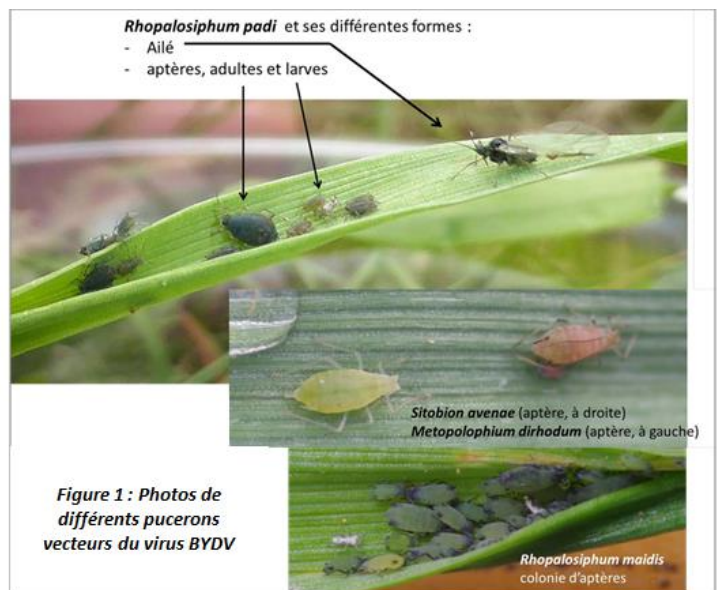 Rhopalosiphum padi et ses différentes formes :
- Ailé
- aptères, adultes et larves
Sitobion avenae (aptère, à droite)
Metopolophium dirhodum (aptère, à gauche)
Figure 1 : Photos de
différents pucerons
vecteurs du virus BYDV
Rhopalosiphum maidis
colonie d'aptères